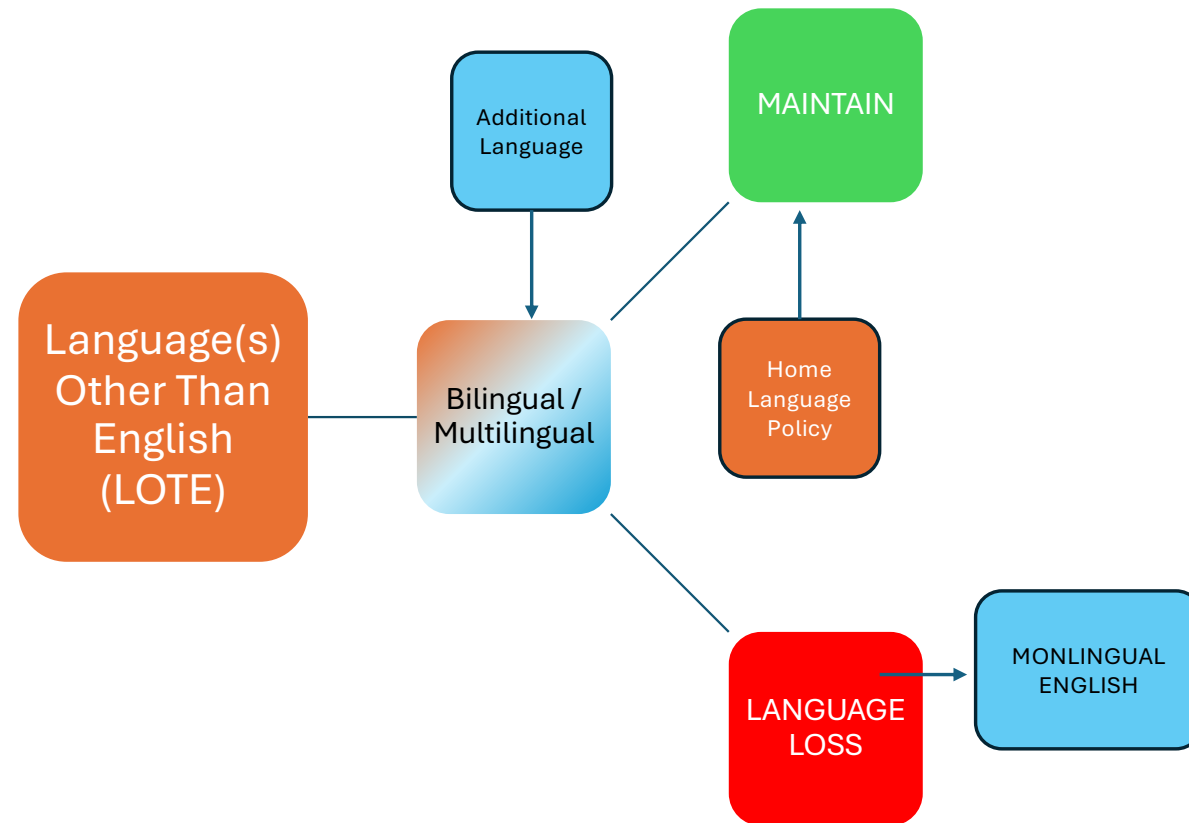 Language(s)
Other Than
English
(LOTE)
Additional
Language
Bilingual /
Multilingual
MAINTAIN
Home
Language
Policy
LANGUAGE
LOSS
MONLINGUAL
ENGLISH